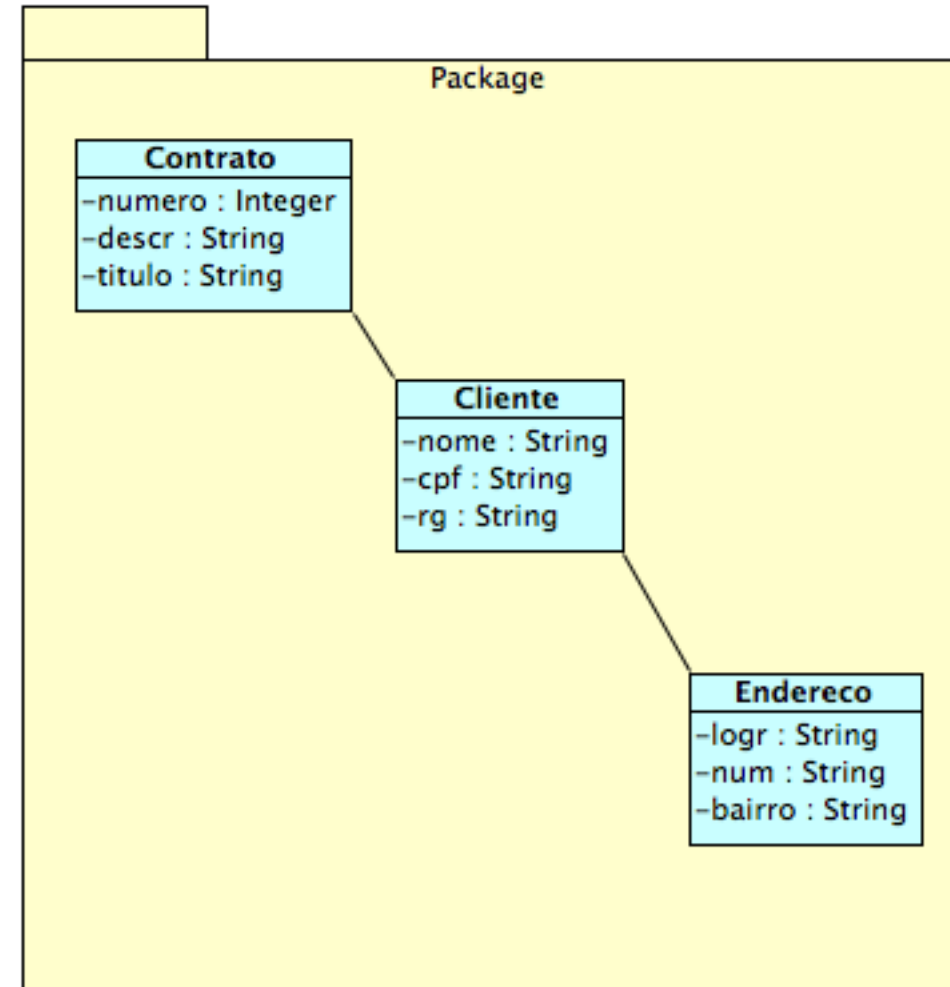 Package
Contrato
-numero : Integer
-descr : String
-titulo : String
Cliente
-nome : String
-cpf : String
-rg : String
Endereco
-logr : String
-num : String
-bairro : String